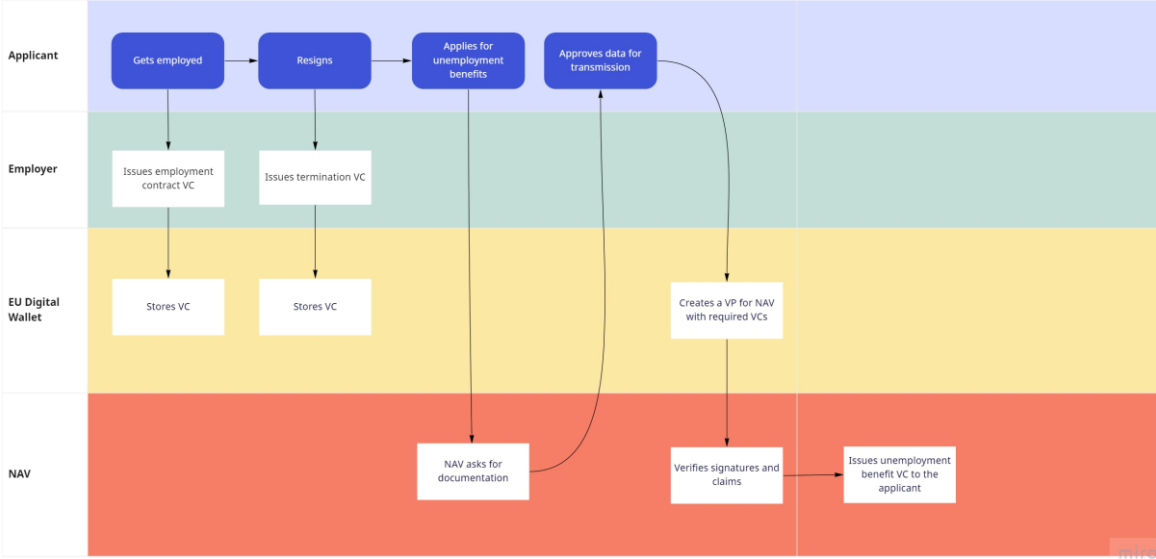 Applicant
Gets employed
Resigns
Applies for
unemployment
benefits
Approves data for
transmission
Employer
Issues employment
contract VC
Issues termination VC
EU Digital
Wallet
Stores VC
Stores VC
Creates a VP for NAV
with required VCs
NAV
NAV asks for
documentation
Verifies signatures and
claims
Issues unemployment
benefit VC to the
applicant
miro